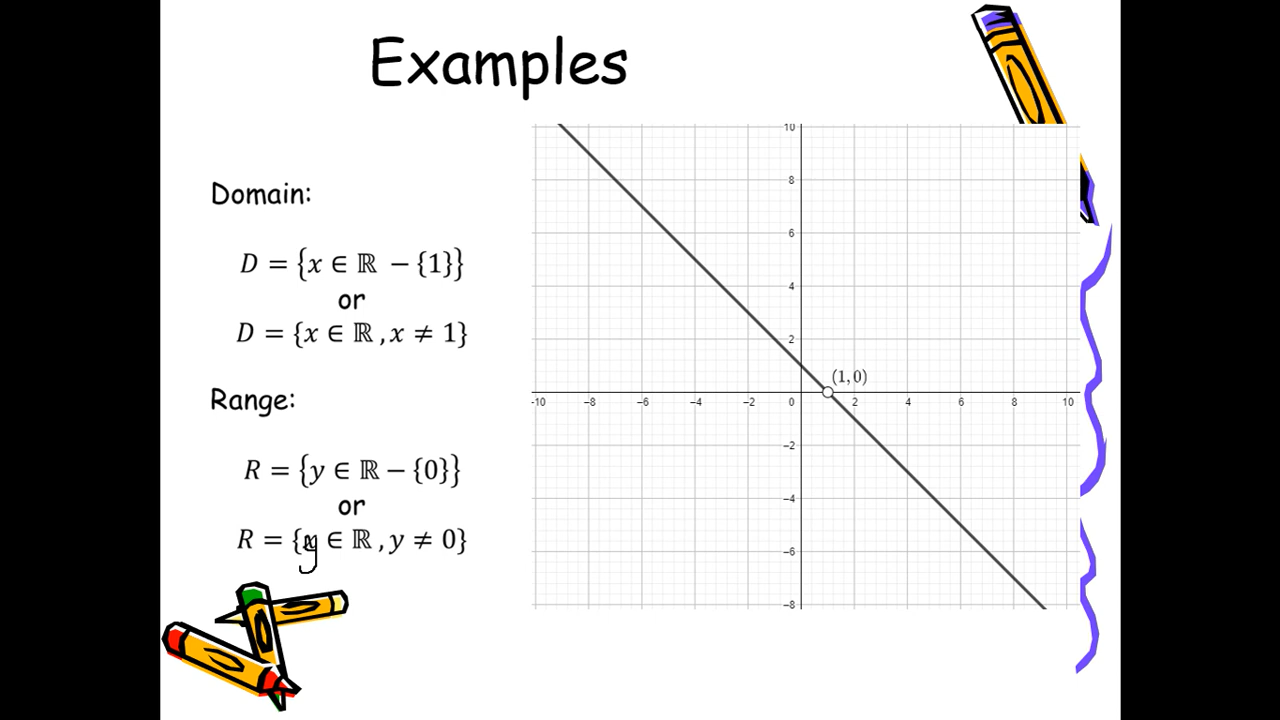 Examples
Domain:
D = {x ∈ ℝ − {1}}
or
D = {x ∈ ℝ , x ≠ 1}
Range:
R = {y ∈ ℝ − {0}}
or
R = {y ∈ ℝ , y ≠ 0}
10
8
6
4
2
(1, 0)
-10 −8 −6 −4 −2 0 2 4 6 8 10
−2
−4
−6
−8